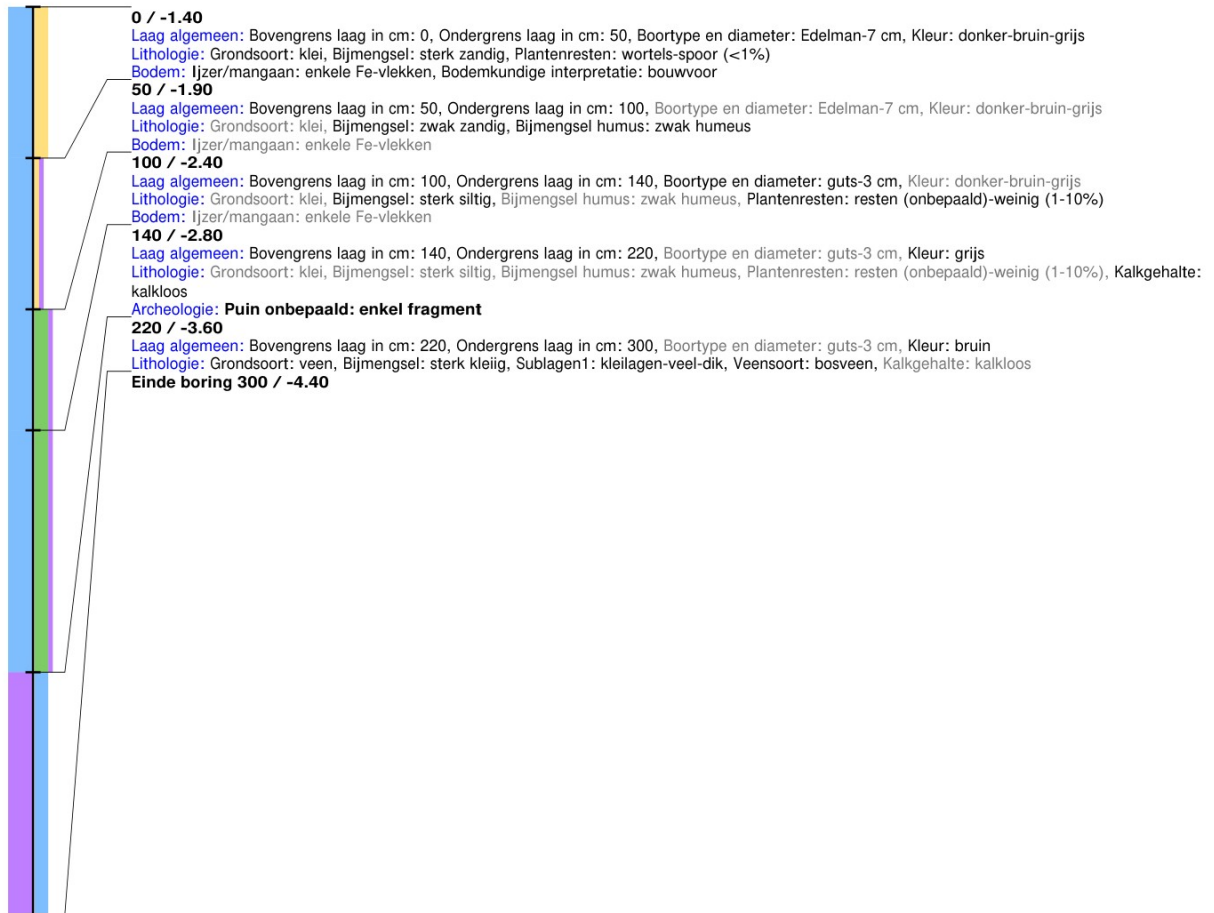 0 / -1.40
Laag algemeen: Bovengrens laag in cm: 0, Ondergrens laag in cm: 50, Boortype en diameter: Edelman-7 cm, Kleur: donker-bruin-grijs
Lithologie: Grondsoort: klei, Bijmengsel: sterk zandig, Plantenresten: wortels-spoor (<1%)
Bodem: Ijzer/mangaan: enkele Fe-vlekken, Bodemkundige interpretatie: bouwvoor
50 / -1.90
Laag algemeen: Bovengrens laag in cm: 50, Ondergrens laag in cm: 100, Boortype en diameter: Edelman-7 cm, Kleur: donker-bruin-grijs
Lithologie: Grondsoort: klei, Bijmengsel: zwak zandig, Bijmengsel humus: zwak humeus
Bodem: Ijzer/mangaan: enkele Fe-vlekken
100 / -2.40
Laag algemeen: Bovengrens laag in cm: 100, Ondergrens laag in cm: 140, Boortype en diameter: guts-3 cm, Kleur: donker-bruin-grijs
Lithologie: Grondsoort: klei, Bijmengsel: sterk siltig, Bijmengsel humus: zwak humeus, Plantenresten: resten (onbepaald)-weinig (1-10%)
Bodem: Ijzer/mangaan: enkele Fe-vlekken
140 / -2.80
Laag algemeen: Bovengrens laag in cm: 140, Ondergrens laag in cm: 220, Boortype en diameter: guts-3 cm, Kleur: grijs
Lithologie: Grondsoort: klei, Bijmengsel: sterk siltig, Bijmengsel humus: zwak humeus, Plantenresten: resten (onbepaald)-weinig (1-10%), Kalkgehalte:
kalkloos
Archeologie: Puin onbepaald: enkel fragment
220 / -3.60
Laag algemeen: Bovengrens laag in cm: 220, Ondergrens laag in cm: 300, Boortype en diameter: guts-3 cm, Kleur: bruin
Lithologie: Grondsoort: veen, Bijmengsel: sterk kleiig, Sublagen1: kleilagen-veel-dik, Veensoort: bosveen, Kalkgehalte: kalkloos
Einde boring 300 / -4.40